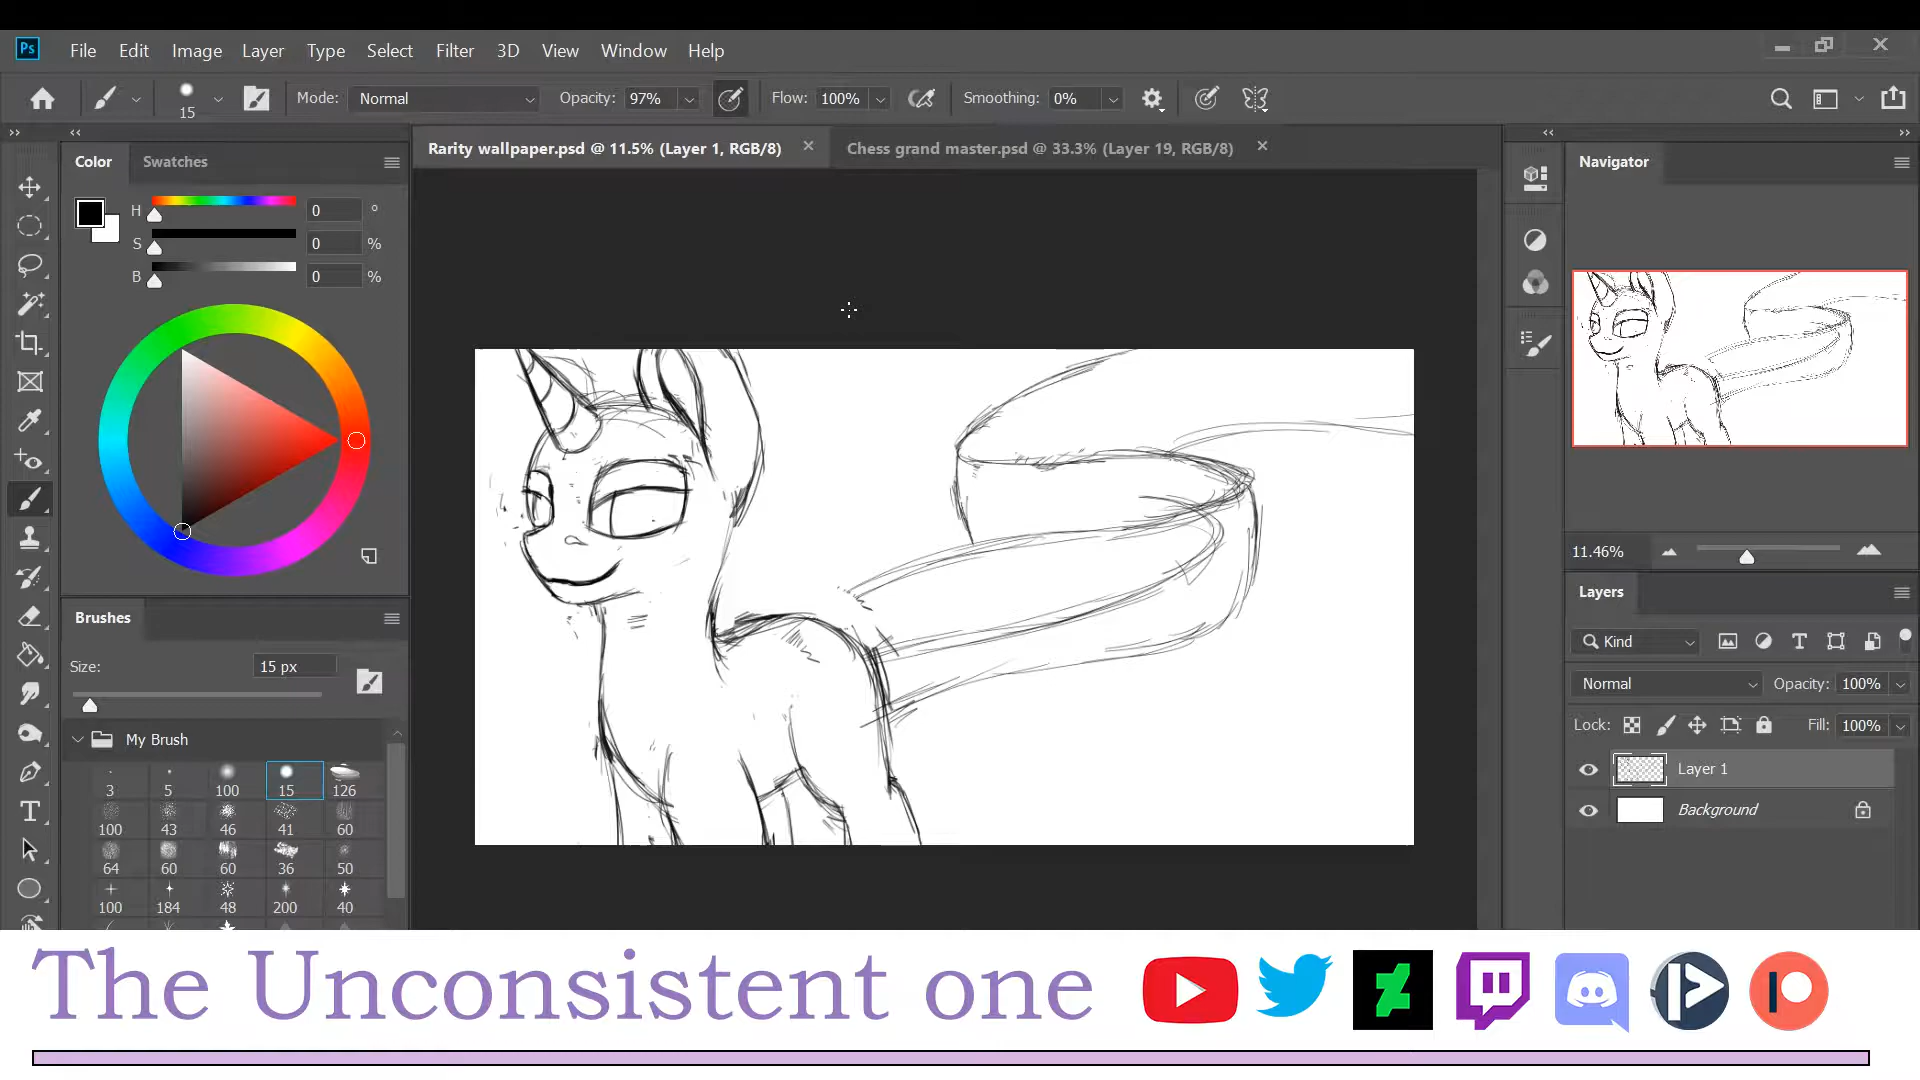 Ps File Edit Image Layer Type Select Filter 3D View Window Help
15 Mode: Normal Opacity: 97% Flow: 100% Smoothing: 0%
Color Swatches
Rarity wallpaper.psd @ 11.5% (Layer 1, RGB/8) Chess grand master.psd @ 33.3% (Layer 19, RGB/8)
Navigator
H 0 °
S 0 %
B 0 %
11.46%
Brushes
Layers
Size: 15 px
Kind
Normal Opacity: 100%
Lock: Fill: 100%
My Brush
Layer 1
3 5 100 15 126
Background
100 43 46 41 60
64 60 60 36 50
100 184 48 200 40
The Unconsistent one